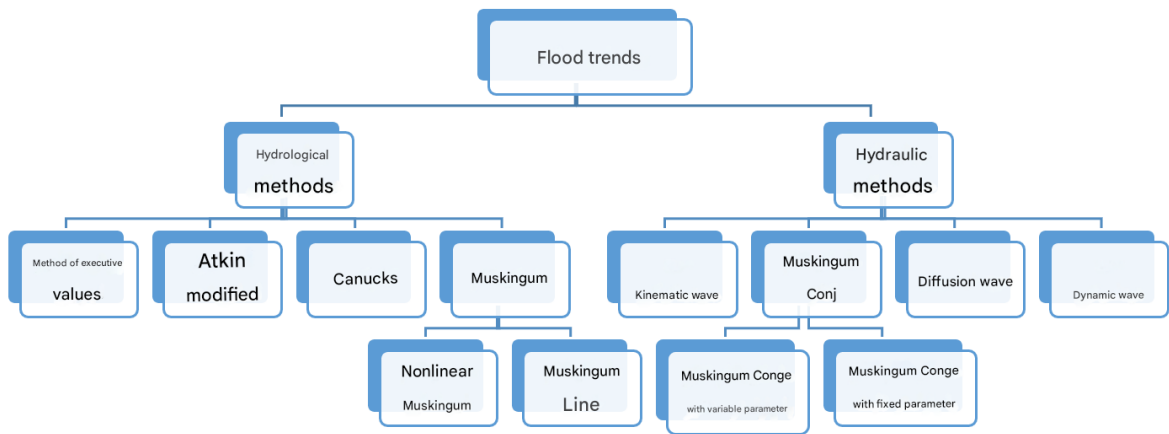 Flood trends
Hydrological
methods
Hydraulic
methods
Method of executive
values
Atkin
modified
Canucks
Muskingum
Kinematic wave
Muskingum
Conj
Diffusion wave
Dynamic wave
Nonlinear
Muskingum
Muskingum
Line
Muskingum Conge
with variable parameter
Muskingum Conge
with fixed parameter